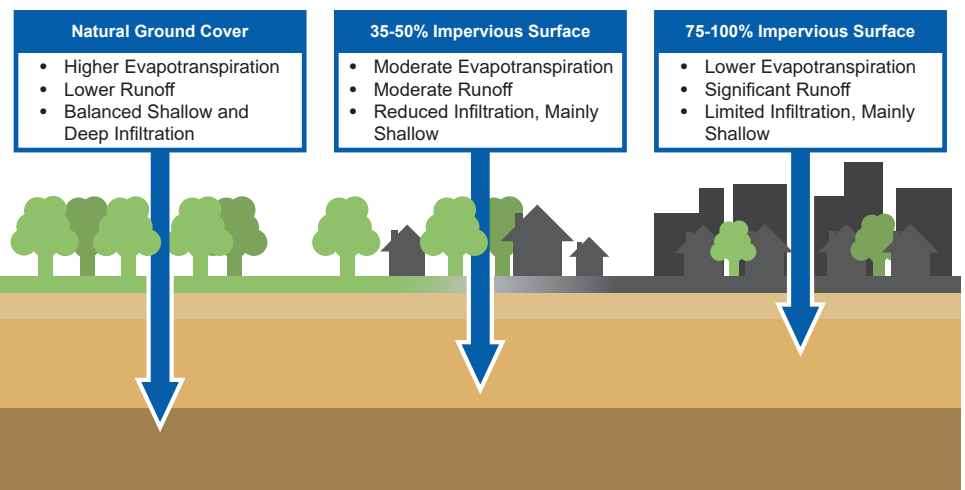 Natural Ground Cover
• Higher Evapotranspiration
• Lower Runoff
• Balanced Shallow and
Deep Infiltration
35-50% Impervious Surface
• Moderate Evapotranspiration
• Moderate Runoff
• Reduced Infiltration, Mainly
Shallow
75-100% Impervious Surface
• Lower Evapotranspiration
• Significant Runoff
• Limited Infiltration, Mainly
Shallow